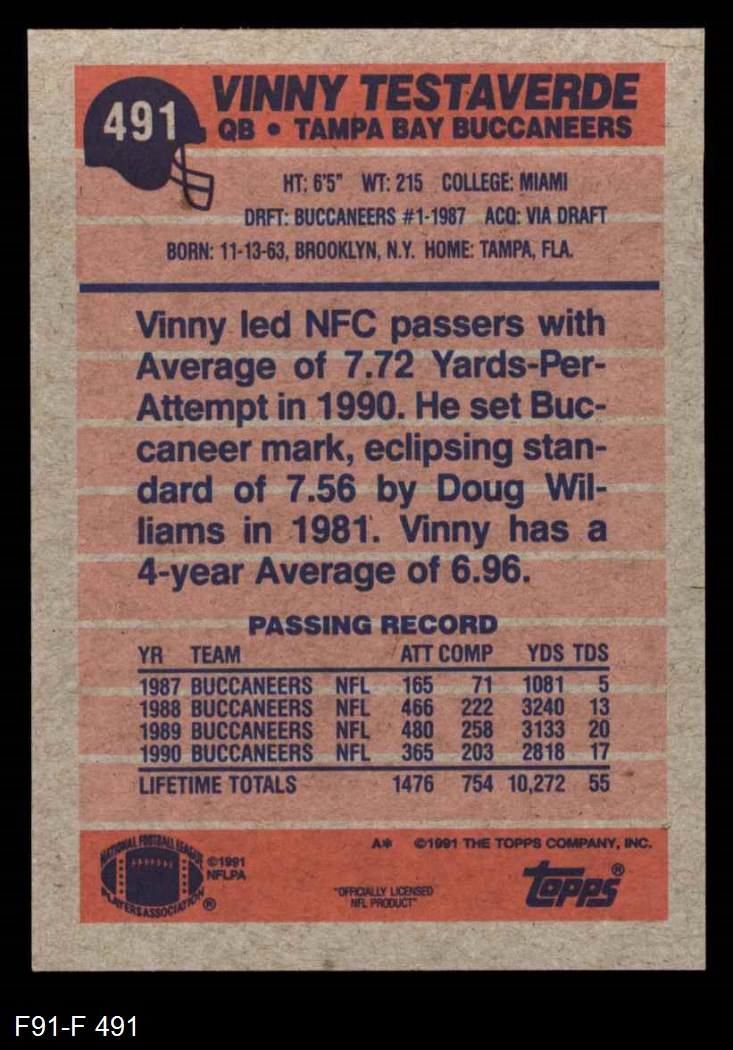 491
VINNY TESTAVERDE
QB • TAMPA BAY BUCCANEERS
HT: 6'5" WT: 215 COLLEGE: MIAMI
DRFT: BUCCANEERS #1-1987 ACQ: VIA DRAFT
BORN: 11-13-63, BROOKLYN, N.Y. HOME: TAMPA, FLA.
Vinny led NFC passers with
Average of 7.72 Yards-Per-
Attempt in 1990. He set Buc-
caneer mark, eclipsing stan-
dard of 7.56 by Doug Wil-
liams in 1981. Vinny has a
4-year Average of 6.96.
PASSING RECORD
YR TEAM ATT COMP YDS TDS
1987 BUCCANEERS NFL 165 71 1081 5
1988 BUCCANEERS NFL 466 222 3240 13
1989 BUCCANEERS NFL 480 258 3133 20
1990 BUCCANEERS NFL 365 203 2818 17
LIFETIME TOTALS 1476 754 10,272 55
A* ©1991 THE TOPPS COMPANY, INC.
NATIONAL FOOTBALL LEAGUE
PLAYERS ASSOCIATION ®
©1991
NFLPA
"OFFICIALLY LICENSED
NFL PRODUCT"
topps®
F91-F 491